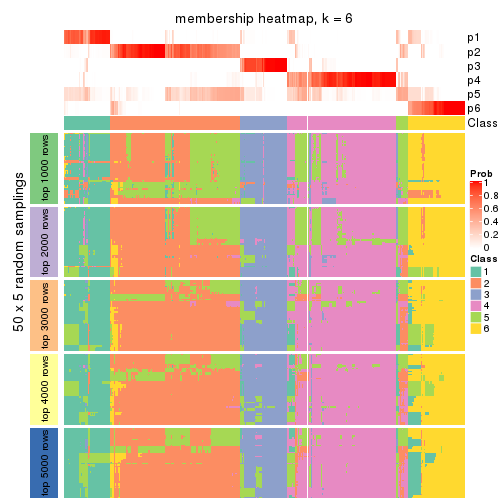 membership heatmap, k = 6
p1
p2
p3
p4
p5
p6
Class
50 x 5 random samplings
top 1000 rows
top 2000 rows
top 3000 rows
top 4000 rows
top 5000 rows
Prob
1
0.8
0.6
0.4
0.2
0
Class
1
2
3
4
5
6